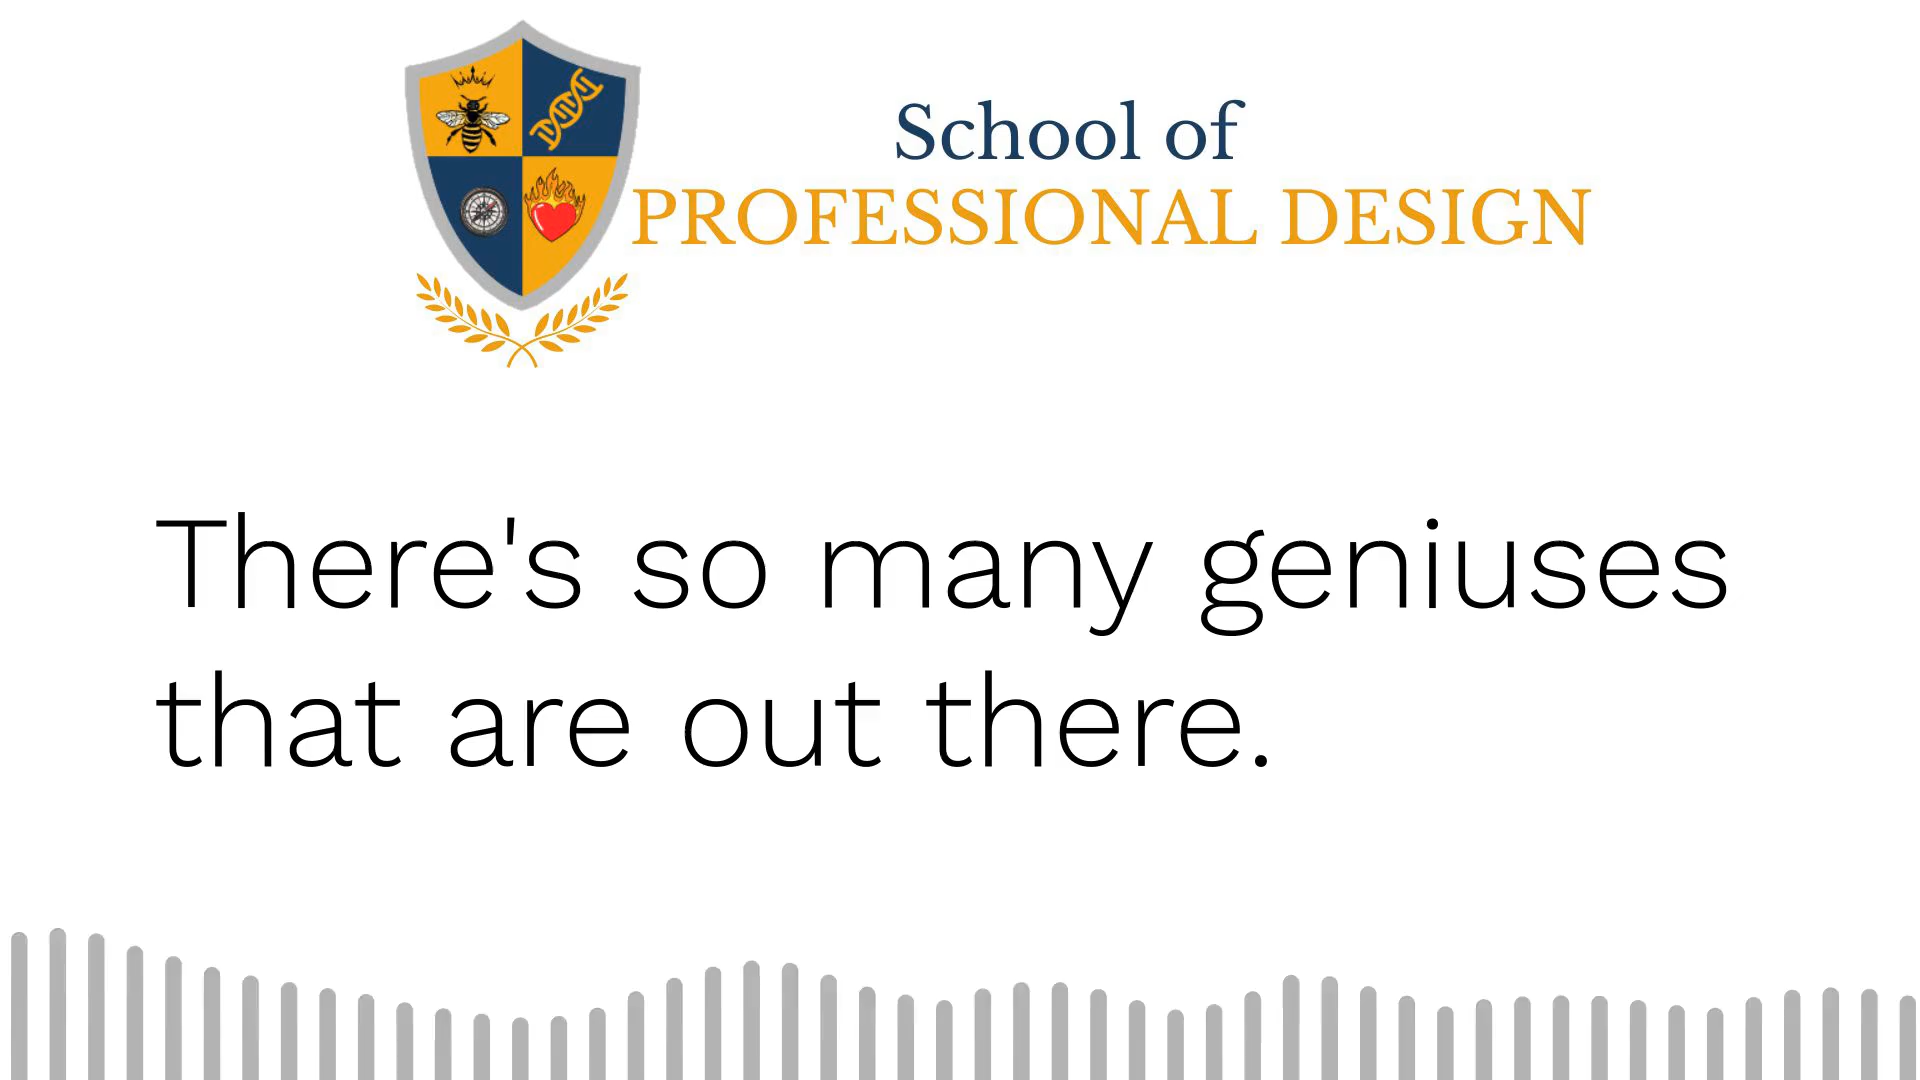 School of
PROFESSIONAL DESIGN
There's so many geniuses
that are out there.